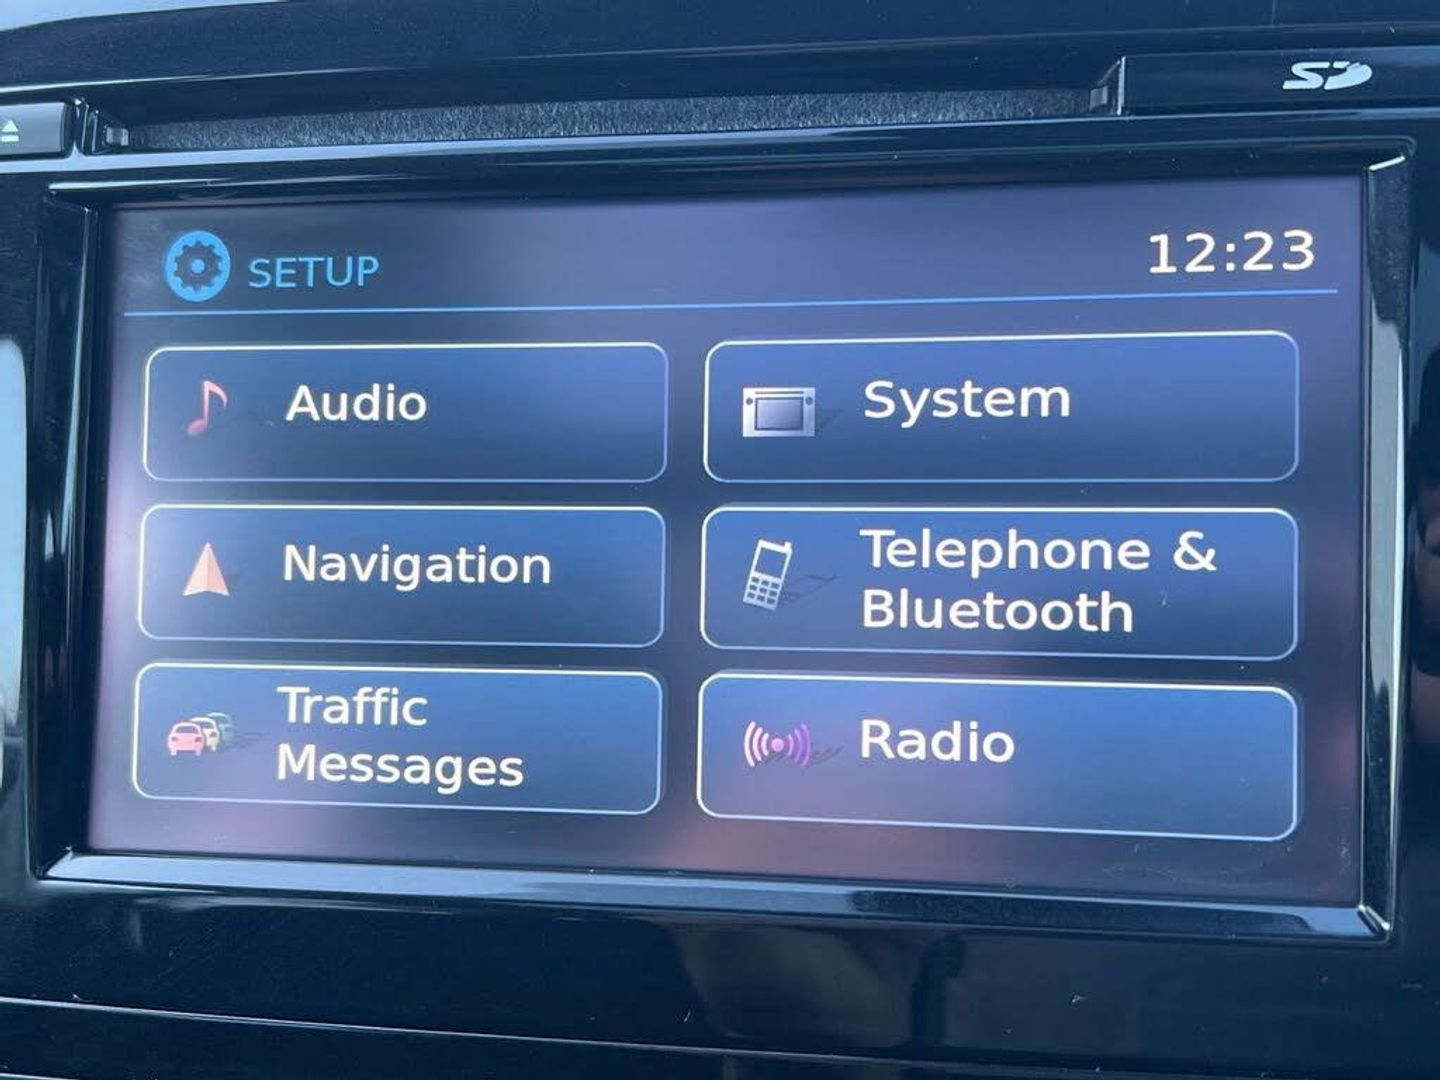 SD
SETUP
12:23
Audio
System
Navigation
Telephone &
Bluetooth
Traffic
Messages
Radio